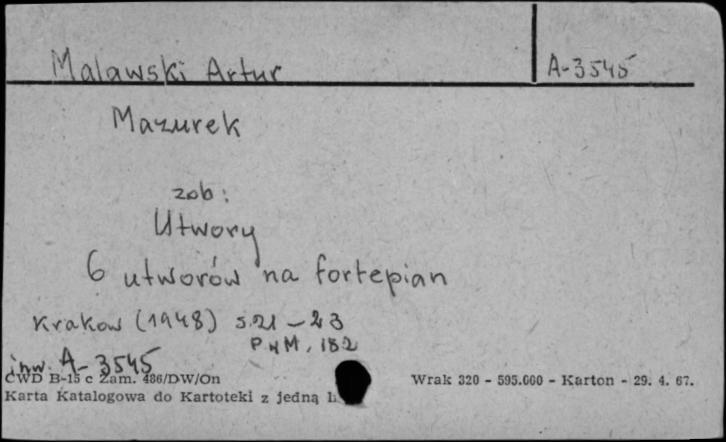 Malawski Artur
A-3545
Mazurek
zob:
Utwory
6 utworów na fortepian
Krakow (1948) s. 21 - 23
PWM, 182
inw. A-3545
CWD B-15 c Zam. 486/DW/On
Wrak 320 - 595.000 - Karton - 29. 4. 67.
Karta Katalogowa do Kartoteki z jedną